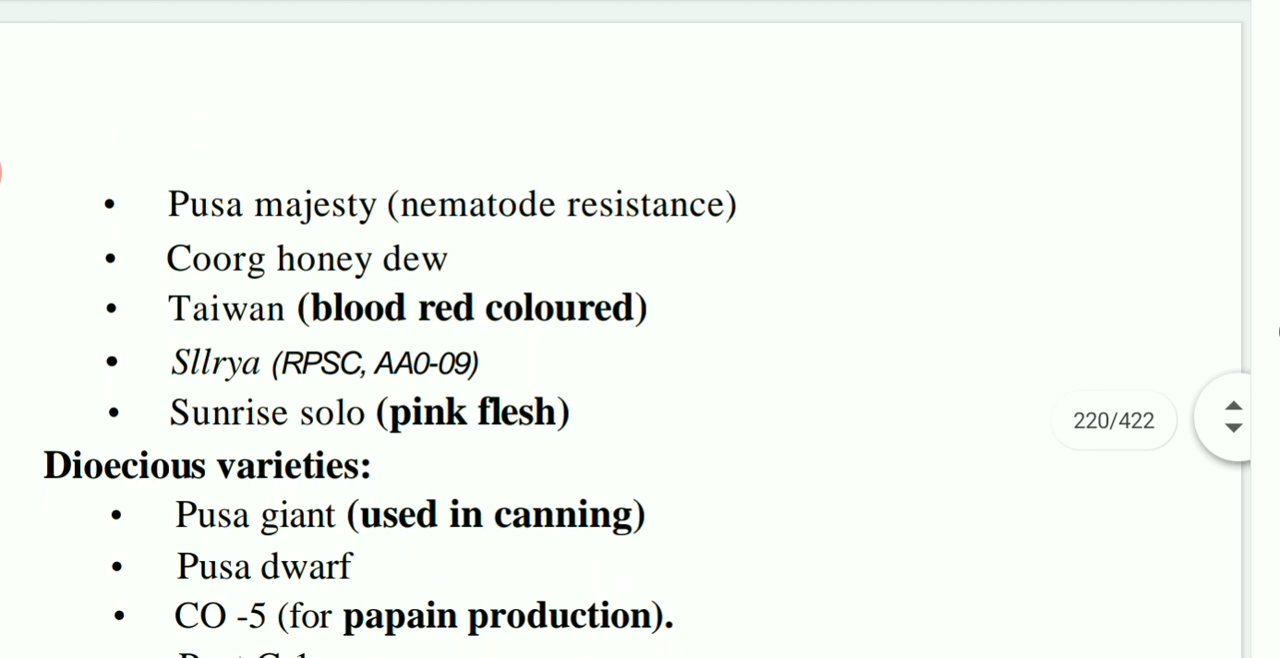 • Pusa majesty (nematode resistance)
• Coorg honey dew
• Taiwan (blood red coloured)
• Sllrya (RPSC, AA0-09)
• Sunrise solo (pink flesh)
220/422
Dioecious varieties:
• Pusa giant (used in canning)
• Pusa dwarf
• CO -5 (for papain production).